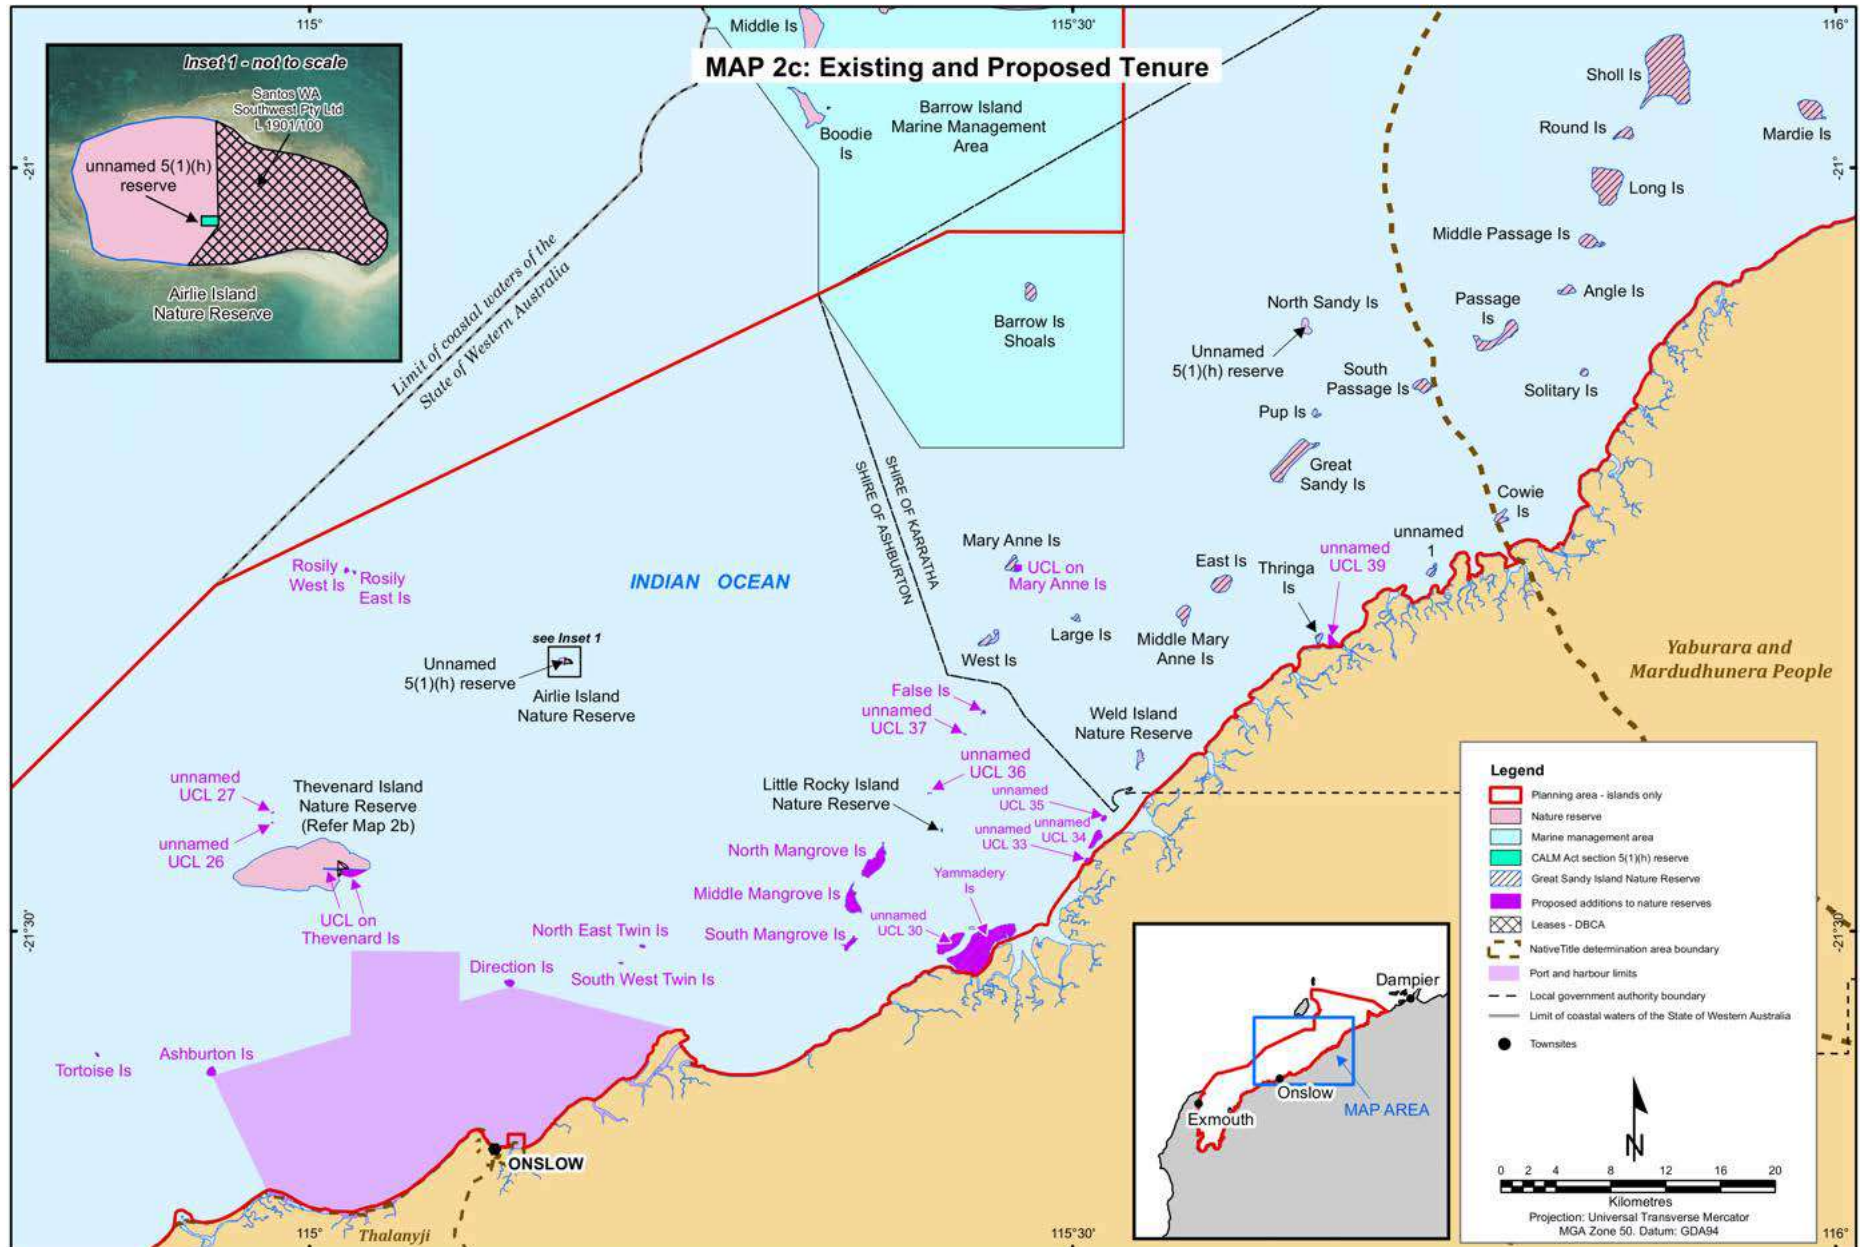 115°
115°30'
116°
MAP 2c: Existing and Proposed Tenure
Inset 1 - not to scale
Santos WA
Southwest Pty Ltd
L 1901/100
unnamed 5(1)(h)
reserve
Airlie Island
Nature Reserve
Middle Is
Boodie
Is
Barrow Island
Marine Management
Area
Sholl Is
Round Is
Mardie Is
-21°
-21°
Long Is
Middle Passage Is
Limit of coastal waters of the
State of Western Australia
Barrow Is
Shoals
North Sandy Is
Unnamed
5(1)(h) reserve
Passage
Is
Angle Is
South
Passage Is
Solitary Is
Pup Is
Great
Sandy Is
SHIRE OF KARRATHA
SHIRE OF ASHBURTON
Cowie
Is
unnamed
1
Mary Anne Is
UCL on
Mary Anne Is
East Is
Thringa
Is
unnamed
UCL 39
Rosily
West Is
Rosily
East Is
INDIAN OCEAN
Large Is
Middle Mary
Anne Is
West Is
see Inset 1
Unnamed
5(1)(h) reserve
Airlie Island
Nature Reserve
Yaburara and
Mardudhunera People
False Is
unnamed
UCL 37
Weld Island
Nature Reserve
unnamed
UCL 36
unnamed
UCL 27
Thevenard Island
Nature Reserve
(Refer Map 2b)
Little Rocky Island
Nature Reserve
unnamed
UCL 35
unnamed
UCL 34
unnamed
UCL 33
unnamed
UCL 26
North Mangrove Is
Yammadery
Is
Middle Mangrove Is
unnamed
UCL 30
South Mangrove Is
UCL on
Thevenard Is
North East Twin Is
South West Twin Is
Direction Is
-21°30'
Ashburton Is
Tortoise Is
ONSLOW
Thalanyji
Legend
Planning area - islands only
Nature reserve
Marine management area
CALM Act section 5(1)(h) reserve
Great Sandy Island Nature Reserve
Proposed additions to nature reserves
Leases - DBCA
NativeTitle determination area boundary
Port and harbour limits
Local government authority boundary
Limit of coastal waters of the State of Western Australia
Townsites
-21°30'
N
0 2 4 8 12 16 20
Kilometres
Projection: Universal Transverse Mercator
MGA Zone 50. Datum: GDA94
Dampier
Onslow
MAP AREA
Exmouth
115°
115°30'
116°